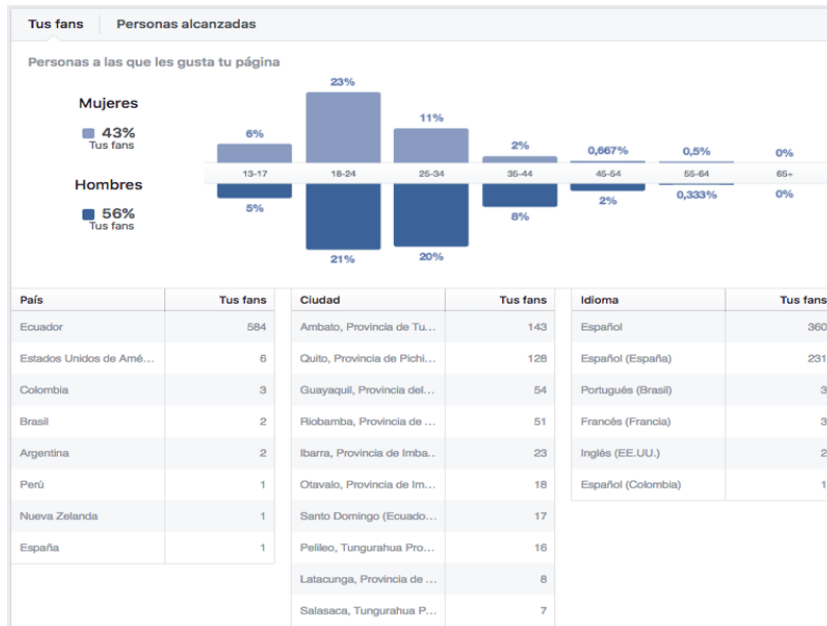 Tus fans Personas alcanzadas
Personas a las que les gusta tu página
Mujeres
43%
Tus fans
Hombres
56%
Tus fans
6% 23% 11% 2% 0,667% 0,5% 0%
13-17 18-24 25-34 35-44 45-54 55-64 65+
5% 21% 20% 8% 2% 0,333% 0%
País Tus fans
Ecuador 584
Estados Unidos de Amé... 6
Colombia 3
Brasil 2
Argentina 2
Perú 1
Nueva Zelanda 1
España 1
Ciudad Tus fans
Ambato, Provincia de Tu... 143
Quito, Provincia de Pichi... 128
Guayaquil, Provincia del... 54
Riobamba, Provincia de ... 51
Ibarra, Provincia de Imba.. 23
Otavalo, Provincia de Im... 18
Santo Domingo (Ecuado... 17
Pelileo, Tungurahua Pro... 16
Latacunga, Provincia de ... 8
Salasaca, Tungurahua P... 7
Idioma Tus fans
Español 360
Español (España) 231
Portugués (Brasil) 3
Francés (Francia) 3
Inglés (EE.UU.) 2
Español (Colombia) 1